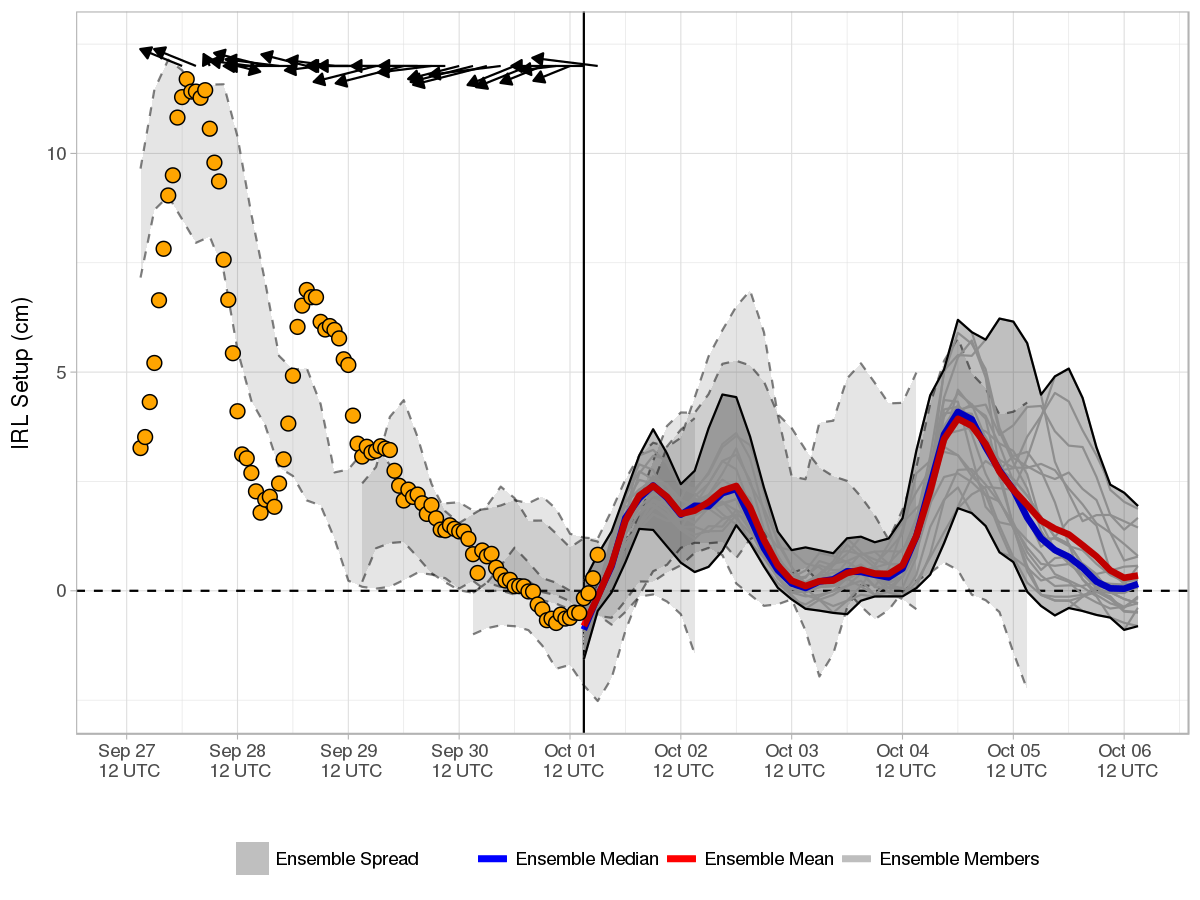 IRL Setup (cm)
10
5
0
Sep 27 Sep 28 Sep 29 Sep 30 Oct 01 Oct 02 Oct 03 Oct 04 Oct 05 Oct 06
12 UTC 12 UTC 12 UTC 12 UTC 12 UTC 12 UTC 12 UTC 12 UTC 12 UTC 12 UTC
Ensemble Spread Ensemble Median Ensemble Mean Ensemble Members